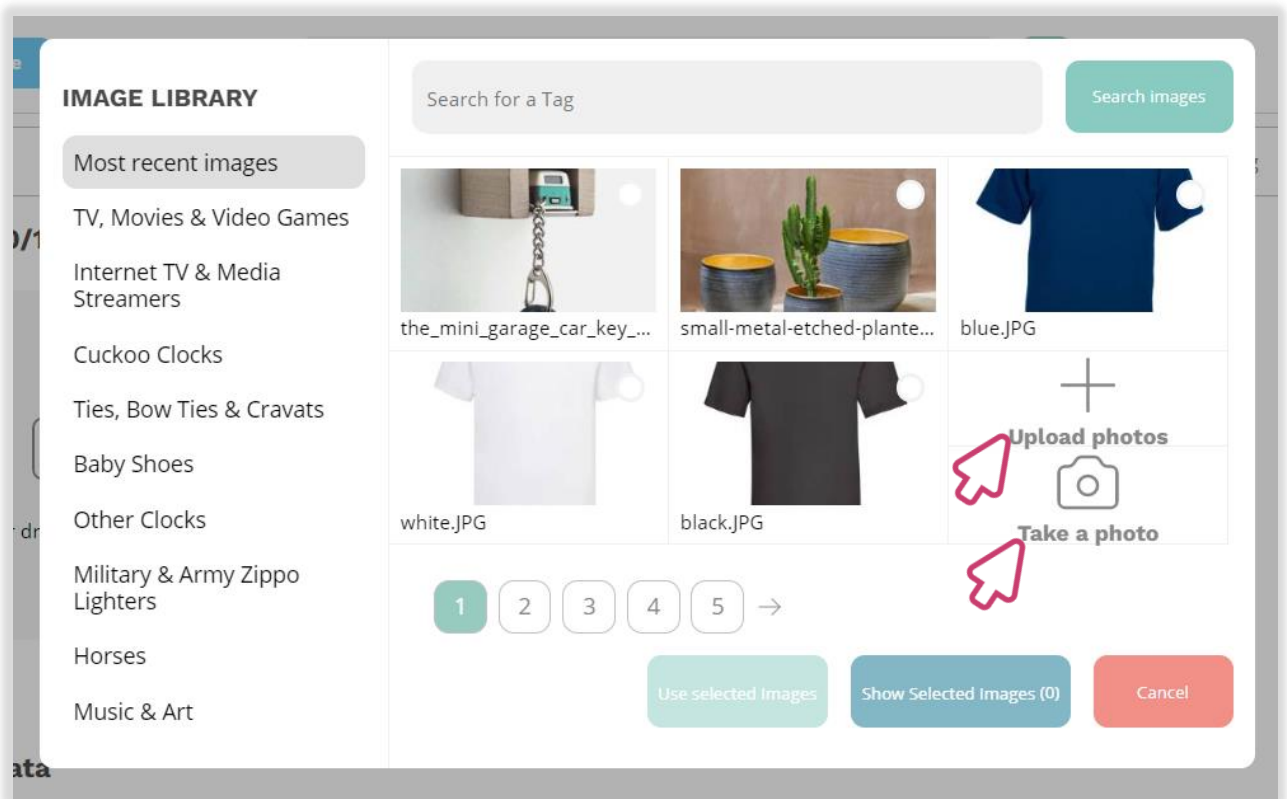 IMAGE LIBRARY
Most recent images
TV, Movies & Video Games
Internet TV & Media
Streamers
Cuckoo Clocks
Ties, Bow Ties & Cravats
Baby Shoes
Other Clocks
Military & Army Zippo
Lighters
Horses
Music & Art
Search for a Tag
Search images
the_mini_garage_car_key_...
small-metal-etched-plante...
blue.JPG
white.JPG
black.JPG
Upload photos
Take a photo
1 2 3 4 5
Use selected Images
Show Selected Images (0)
Cancel